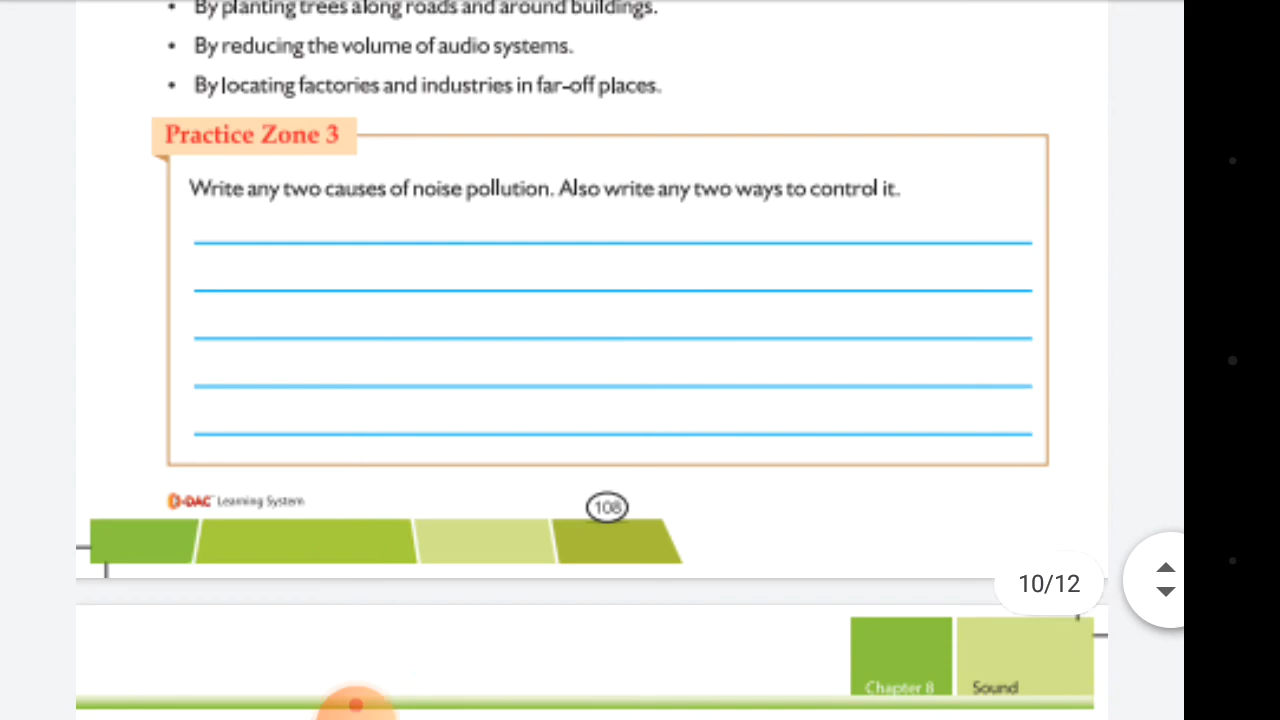 • By planting trees along roads and around buildings.
• By reducing the volume of audio systems.
• By locating factories and industries in far-off places.
Practice Zone 3
Write any two causes of noise pollution. Also write any two ways to control it.
Learning System
108
10/12
Chapter 8 Sound